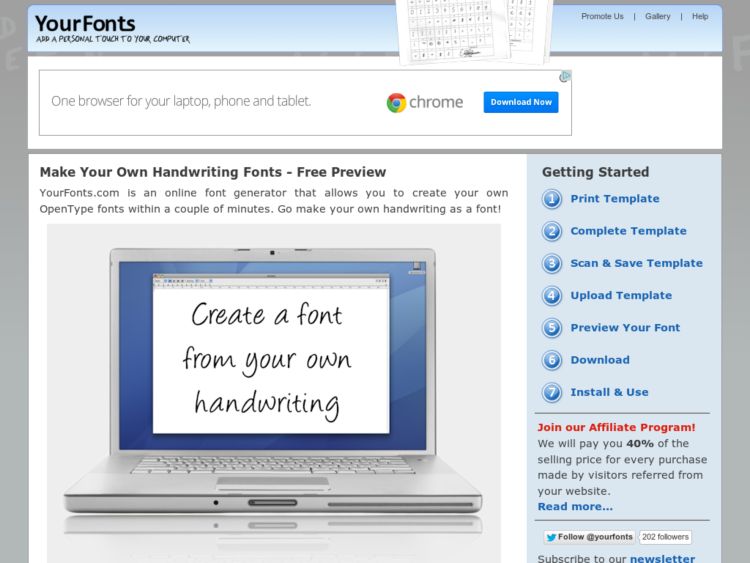 YourFonts
ADD A PERSONAL TOUCH TO YOUR COMPUTER
Promote Us | Gallery | Help
One browser for your laptop, phone and tablet.
chrome
Download Now
Make Your Own Handwriting Fonts - Free Preview
YourFonts.com is an online font generator that allows you to create your own
OpenType fonts within a couple of minutes. Go make your own handwriting as a font!
Create a font
from your own
handwriting
Getting Started
1 Print Template
2 Complete Template
3 Scan & Save Template
4 Upload Template
5 Preview Your Font
6 Download
7 Install & Use
Join our Affiliate Program!
We will pay you 40% of the
selling price for every purchase
made by visitors referred from
your website.
Read more...
Follow @yourfonts 202 followers
Subscribe to our newsletter